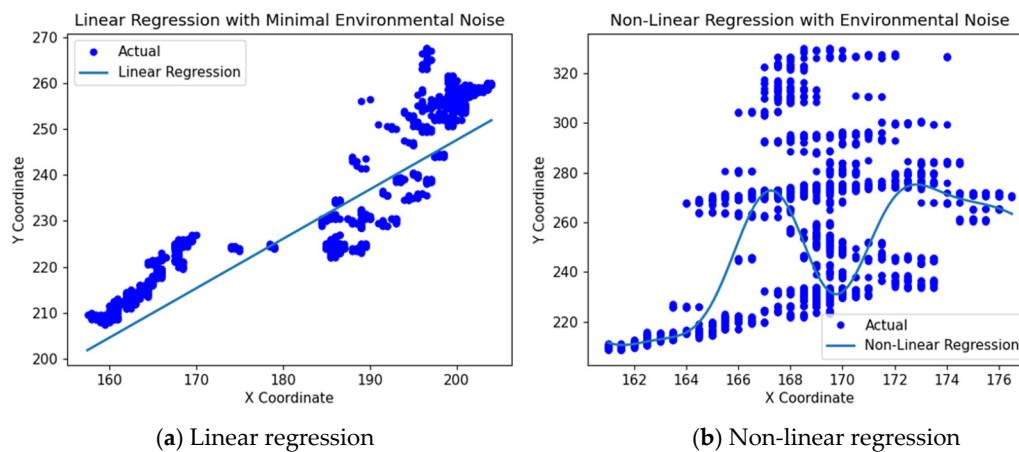 Linear Regression with Minimal Environmental Noise
270
260
250
240
230
220
210
200
Y Coordinate
Actual
Linear Regression
160 170 180 190 200
X Coordinate
(a) Linear regression
Non-Linear Regression with Environmental Noise
320
300
280
260
240
220
Y Coordinate
Actual
Non-Linear Regression
162 164 166 168 170 172 174 176
X Coordinate
(b) Non-linear regression